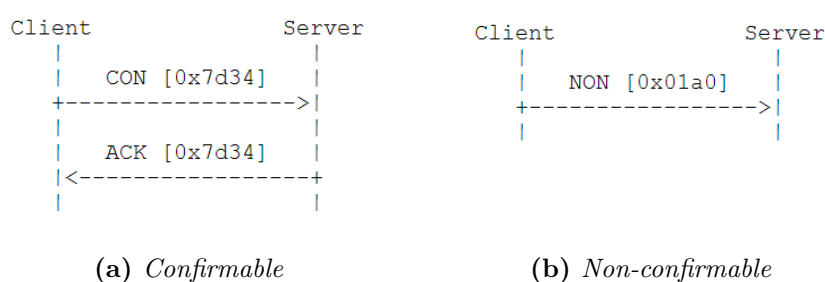 Client Server
CON [0x7d34]
ACK [0x7d34]
(a) Confirmable
Client Server
NON [0x01a0]
(b) Non-confirmable